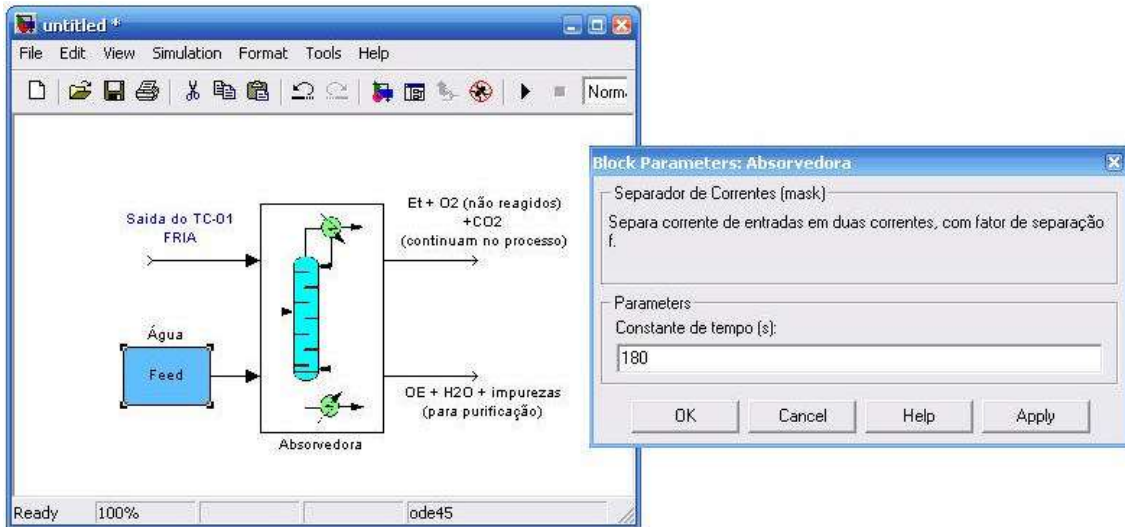 untitled *
File Edit View Simulation Format Tools Help
Norm
Saida do TC-01
FRIA
Et + O2 (não reagidos)
+CO2
(continuam no processo)
Água
Feed
OE + H2O + impurezas
(para purificação)
Absorvedora
Ready 100% ode45
Block Parameters: Absorvedora
Separador de Correntes (mask)
Separa corrente de entradas em duas correntes, com fator de separação
f.
Parameters
Constante de tempo (s):
180
OK Cancel Help Apply